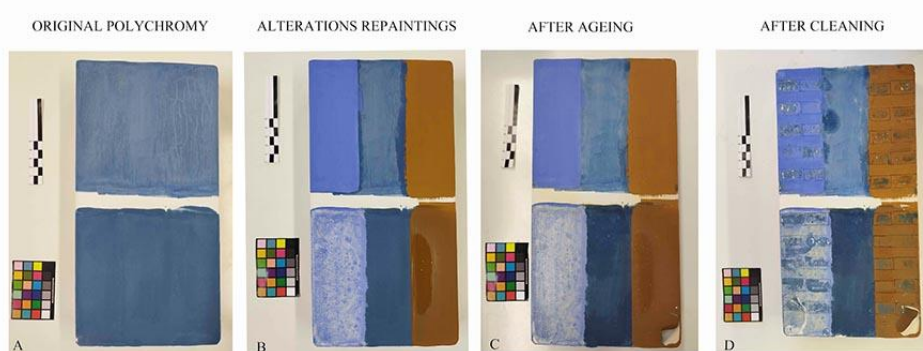 ORIGINAL POLYCHROMY
ALTERATIONS REPAINTINGS
AFTER AGEING
AFTER CLEANING
A
B
C
D